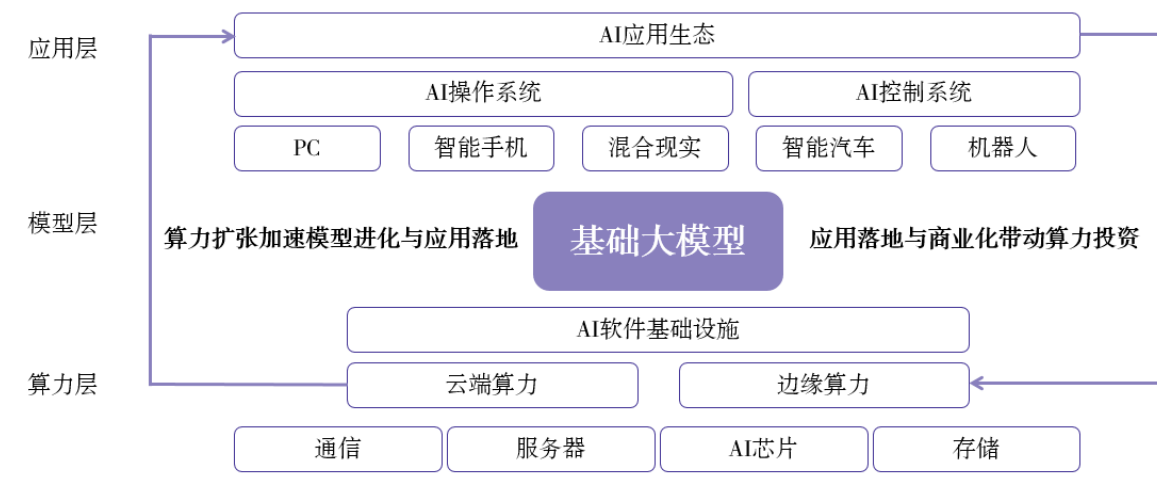 应用层
AI应用生态
AI操作系统
AI控制系统
PC
智能手机
混合现实
智能汽车
机器人
模型层
算力扩张加速模型进化与应用落地
基础大模型
应用落地与商业化带动算力投资
AI软件基础设施
算力层
云端算力
边缘算力
通信
服务器
AI芯片
存储